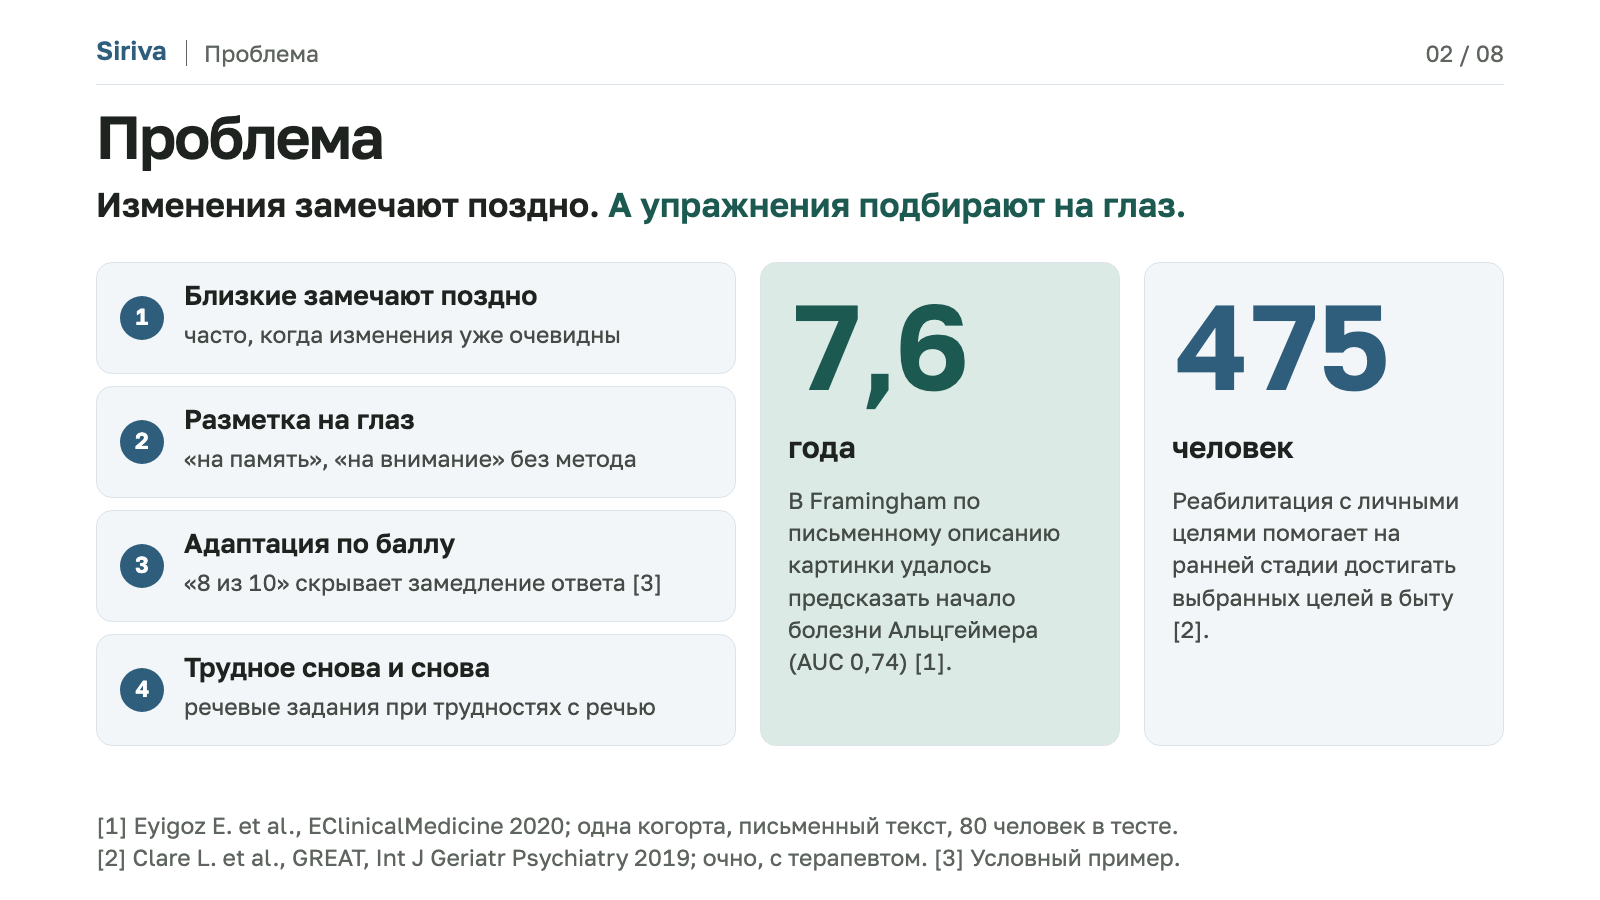 Siriva | Проблема
02 / 08
Проблема
Изменения замечают поздно. А упражнения подбирают на глаз.
1
Близкие замечают поздно
часто, когда изменения уже очевидны
2
Разметка на глаз
«на память», «на внимание» без метода
3
Адаптация по баллу
«8 из 10» скрывает замедление ответа [3]
4
Трудное снова и снова
речевые задания при трудностях с речью
7,6
года
В Framingham по
письменному описанию
картинки удалось
предсказать начало
болезни Альцгеймера
(AUC 0,74) [1].
475
человек
Реабилитация с личными
целями помогает на
ранней стадии достигать
выбранных целей в быту
[2].
[1] Eyigoz E. et al., EClinicalMedicine 2020; одна когорта, письменный текст, 80 человек в тесте.
[2] Clare L. et al., GREAT, Int J Geriatr Psychiatry 2019; очно, с терапевтом. [3] Условный пример.